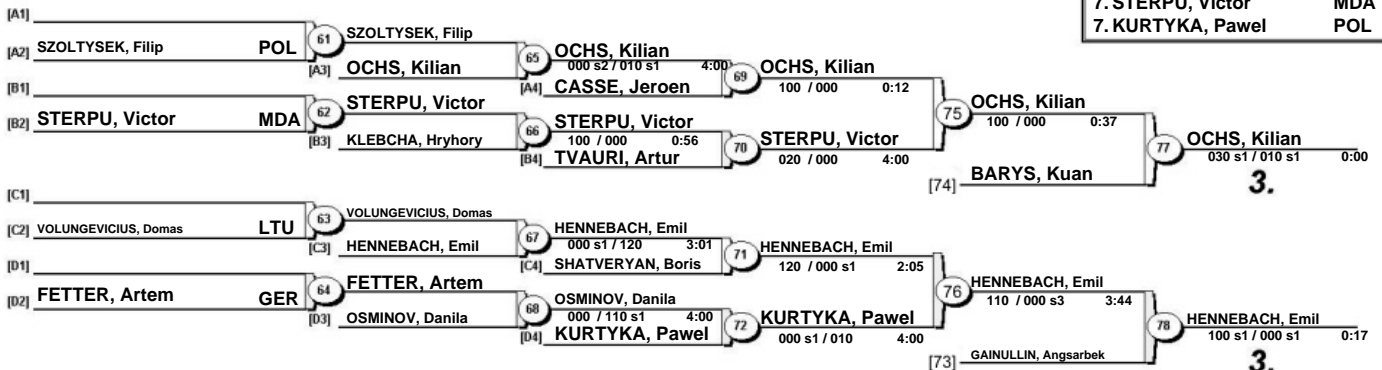 7. STERPU, Victor MDA
7. KURTYKA, Pawel POL
[A1]
[A2] SZOLTYSEK, Filip POL
61
SZOLTYSEK, Filip
[A3] OCHS, Kilian
65
OCHS, Kilian
000 s2 / 010 s1 4:00
[A4] CASSE, Jeroen
69
OCHS, Kilian
100 / 000 0:12
[B1]
[B2] STERPU, Victor MDA
62
STERPU, Victor
[B3] KLEBCHA, Hryhory
66
STERPU, Victor
100 / 000 0:56
[B4] TVAURI, Artur
70
STERPU, Victor
020 / 000 4:00
75
OCHS, Kilian
100 / 000 0:37
[74] BARYS, Kuan
77
OCHS, Kilian
030 s1 / 010 s1 0:00
3.
[C1]
[C2] VOLUNGEVICIUS, Domas LTU
63
VOLUNGEVICIUS, Domas
[C3] HENNEBACH, Emil
67
HENNEBACH, Emil
000 s1 / 120 3:01
[C4] SHATVERYAN, Boris
71
HENNEBACH, Emil
120 / 000 s1 2:05
[D1]
[D2] FETTER, Artem GER
64
FETTER, Artem
[D3] OSMINOV, Danila
68
OSMINOV, Danila
000 / 110 s1 4:00
[D4] KURTYKA, Pawel
72
KURTYKA, Pawel
000 s1 / 010 4:00
76
HENNEBACH, Emil
110 / 000 s3 3:44
[73] GAINULLIN, Angsarbek
78
HENNEBACH, Emil
100 s1 / 000 s1 0:17
3.